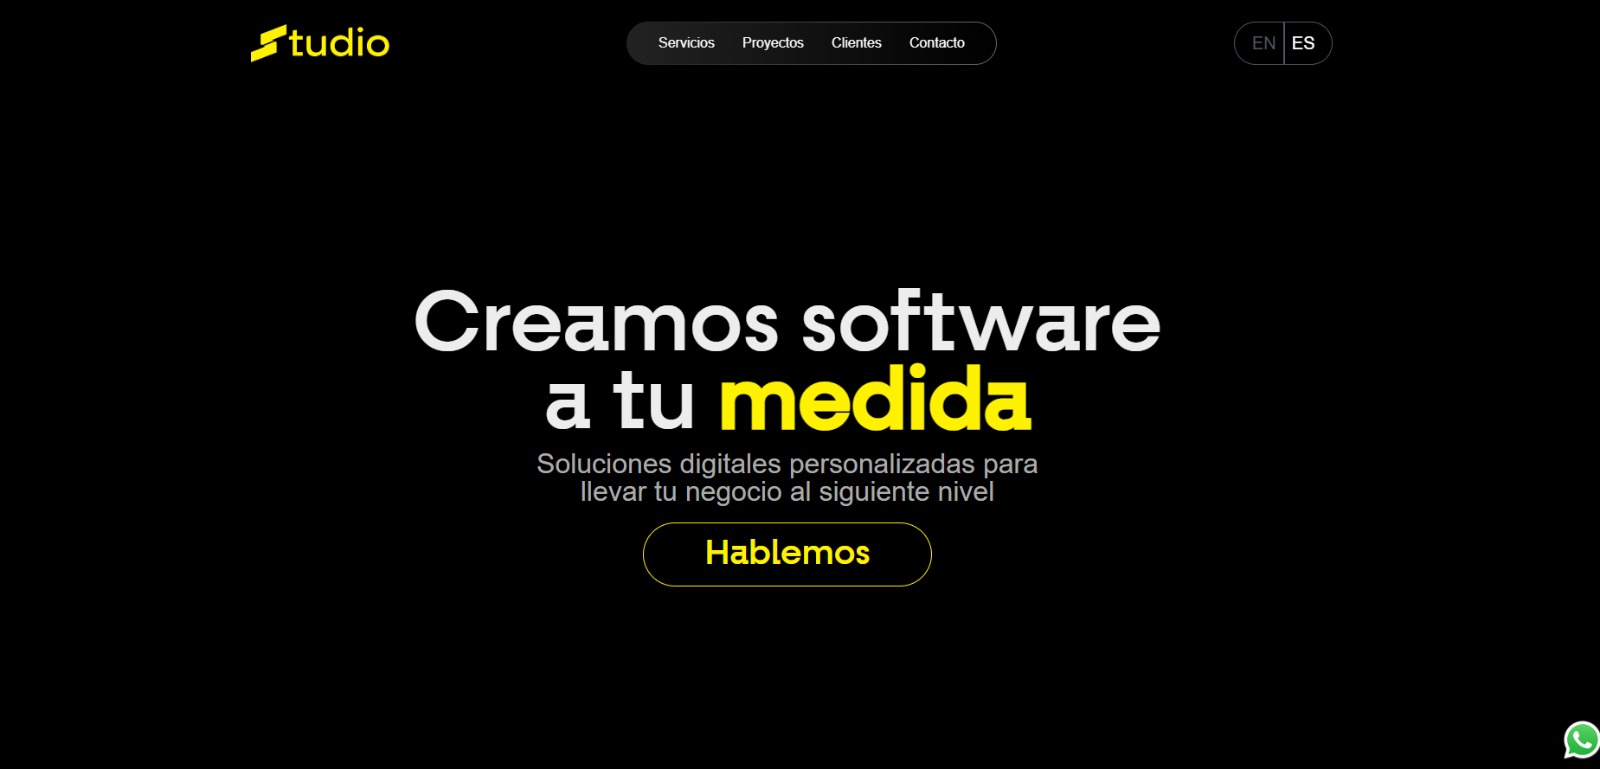 Studio
Servicios Proyectos Clientes Contacto
EN ES
Creamos software
a tu medida
Soluciones digitales personalizadas para
llevar tu negocio al siguiente nivel
Hablemos